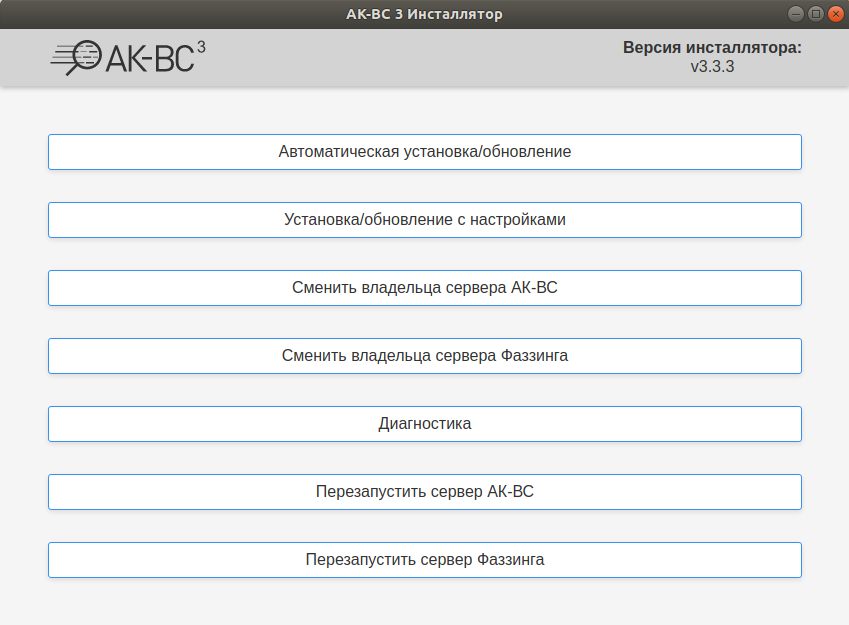 АК-ВС 3 Инсталлятор
АК-ВС 3
Версия инсталлятора:
v3.3.3
Автоматическая установка/обновление
Установка/обновление с настройками
Сменить владельца сервера АК-ВС
Сменить владельца сервера Фаззинга
Диагностика
Перезапустить сервер АК-ВС
Перезапустить сервер Фаззинга